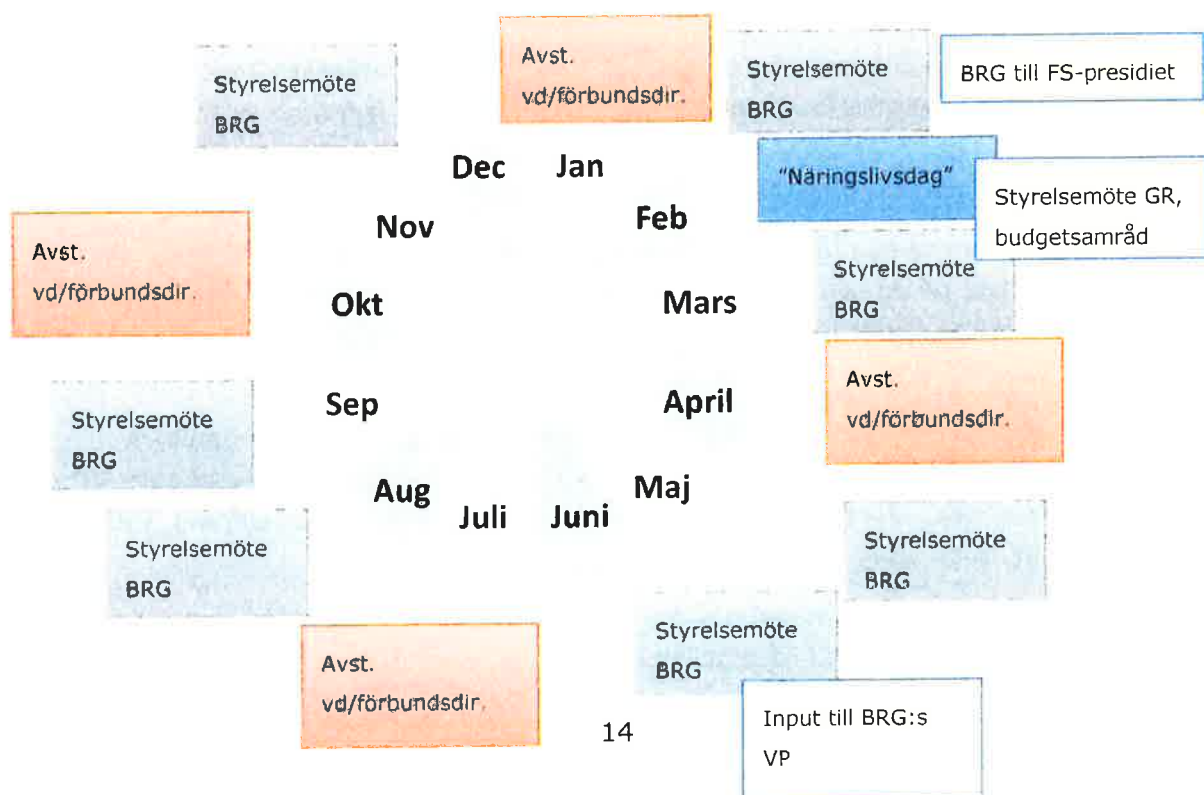 Styrelsemöte
BRG
Avst.
vd/förbundsdir.
Styrelsemöte
BRG
BRG till FS-presidiet
"Näringslivsdag"
Styrelsemöte GR,
budgetsamråd
Dec
Jan
Nov
Feb
Avst.
vd/förbundsdir.
Okt
Mars
Styrelsemöte
BRG
Sep
April
Avst.
vd/förbundsdir.
Styrelsemöte
BRG
Aug
Juli
Juni
Maj
Styrelsemöte
BRG
Styrelsemöte
BRG
Avst.
vd/förbundsdir.
Styrelsemöte
BRG
Input till BRG:s
VP
14